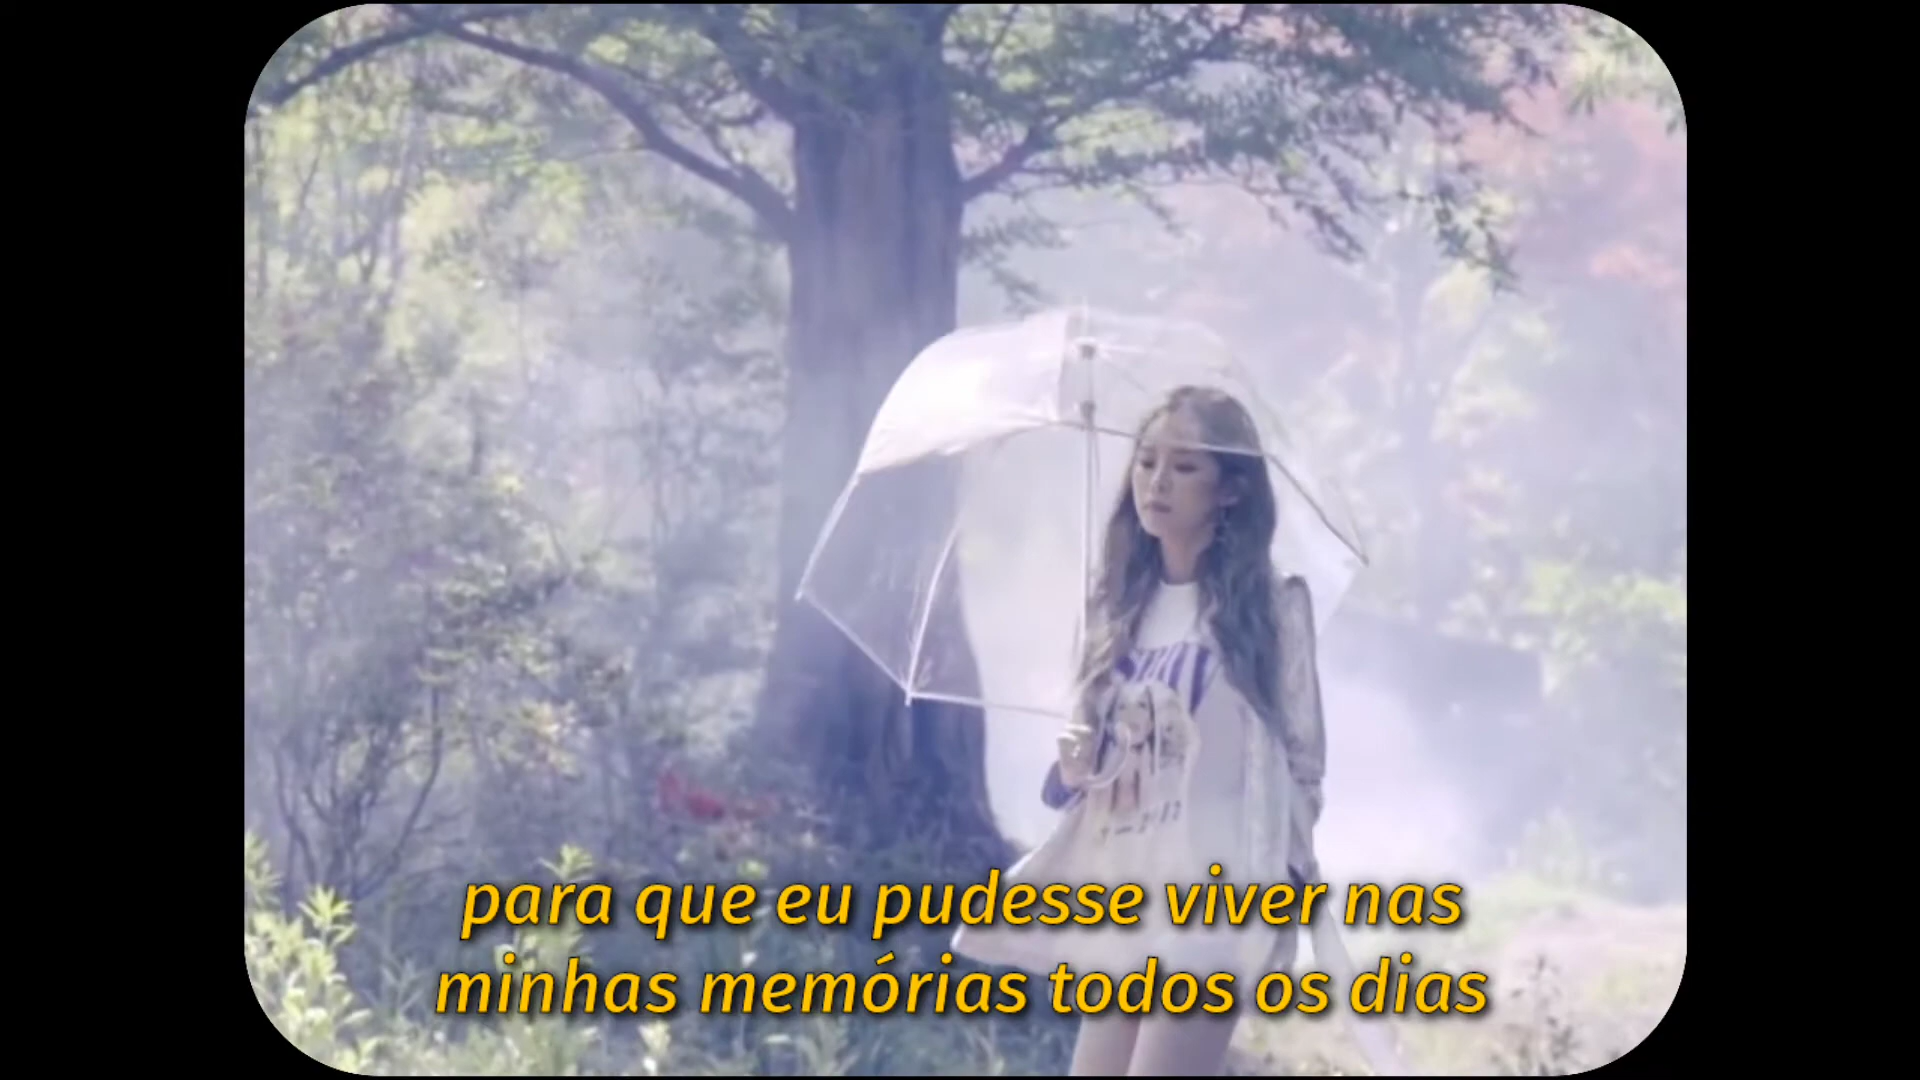 para que eu pudesse viver nas
minhas memórias todos os dias